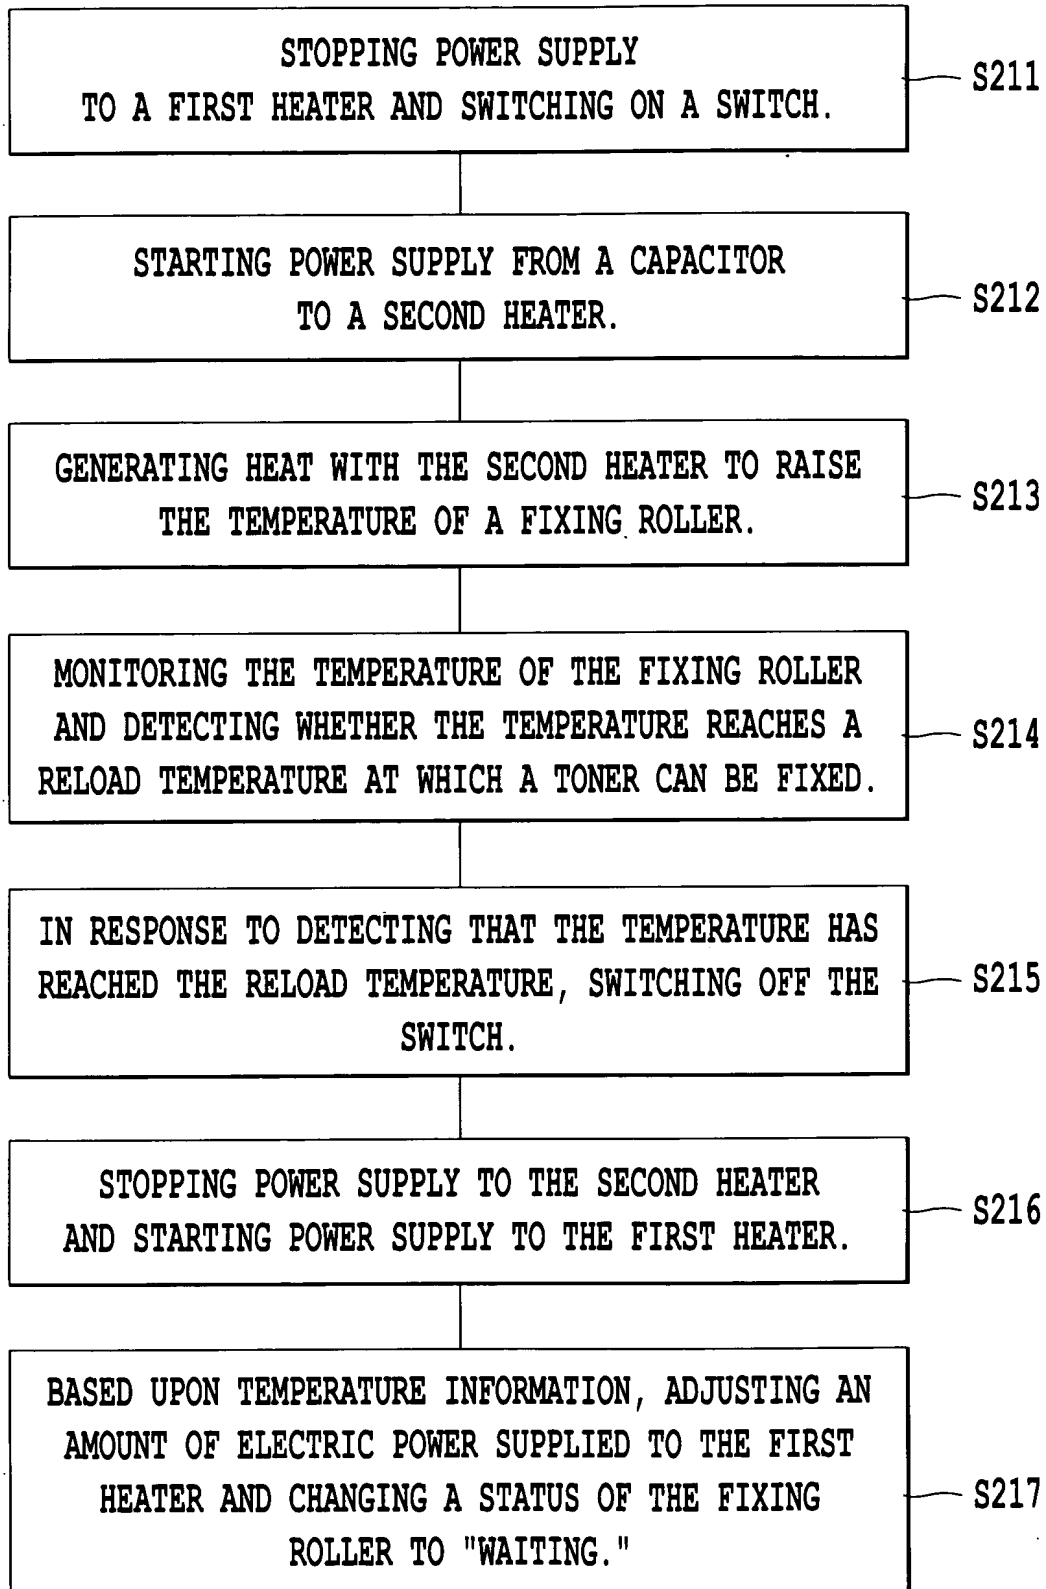 STOPPING POWER SUPPLY
TO A FIRST HEATER AND SWITCHING ON A SWITCH.
S211
STARTING POWER SUPPLY FROM A CAPACITOR
TO A SECOND HEATER.
S212
GENERATING HEAT WITH THE SECOND HEATER TO RAISE
THE TEMPERATURE OF A FIXING ROLLER.
S213
MONITORING THE TEMPERATURE OF THE FIXING ROLLER
AND DETECTING WHETHER THE TEMPERATURE REACHES A
RELOAD TEMPERATURE AT WHICH A TONER CAN BE FIXED.
S214
IN RESPONSE TO DETECTING THAT THE TEMPERATURE HAS
REACHED THE RELOAD TEMPERATURE, SWITCHING OFF THE
SWITCH.
S215
STOPPING POWER SUPPLY TO THE SECOND HEATER
AND STARTING POWER SUPPLY TO THE FIRST HEATER.
S216
BASED UPON TEMPERATURE INFORMATION, ADJUSTING AN
AMOUNT OF ELECTRIC POWER SUPPLIED TO THE FIRST
HEATER AND CHANGING A STATUS OF THE FIXING
ROLLER TO "WAITING."
S217